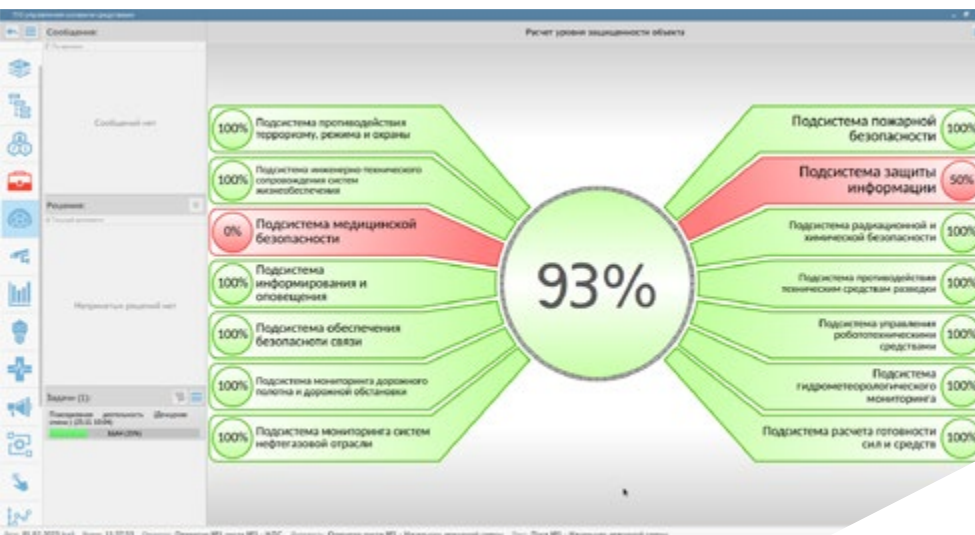 Сообщения:
Расчет уровня защищенности объекта
Сообщений нет
Решения:
Непринятых решений нет
Задачи (1):
100% Подсистема противодействия
терроризму, режима и охраны
100% Подсистема инженерно-технического
сопровождения систем
жизнеобеспечения
0% Подсистема медицинской
безопасности
100% Подсистема
информирования и
оповещения
100% Подсистема обеспечения
безопасноти связи
100% Подсистема мониторинга дорожного
полотна и дорожной обстановки
100% Подсистема мониторинга систем
нефтегазовой отрасли
93%
Подсистема пожарной
безопасности 100%
Подсистема защиты
информации 50%
Подсистема радиационной и
химической безопасности 100%
Подсистема противодействия
техническим средствам разведки 100%
Подсистема управления
робототехническими
средствами 100%
Подсистема
гидрометеорологического
мониторинга 100%
Подсистема расчета готовности
сил и средств 100%